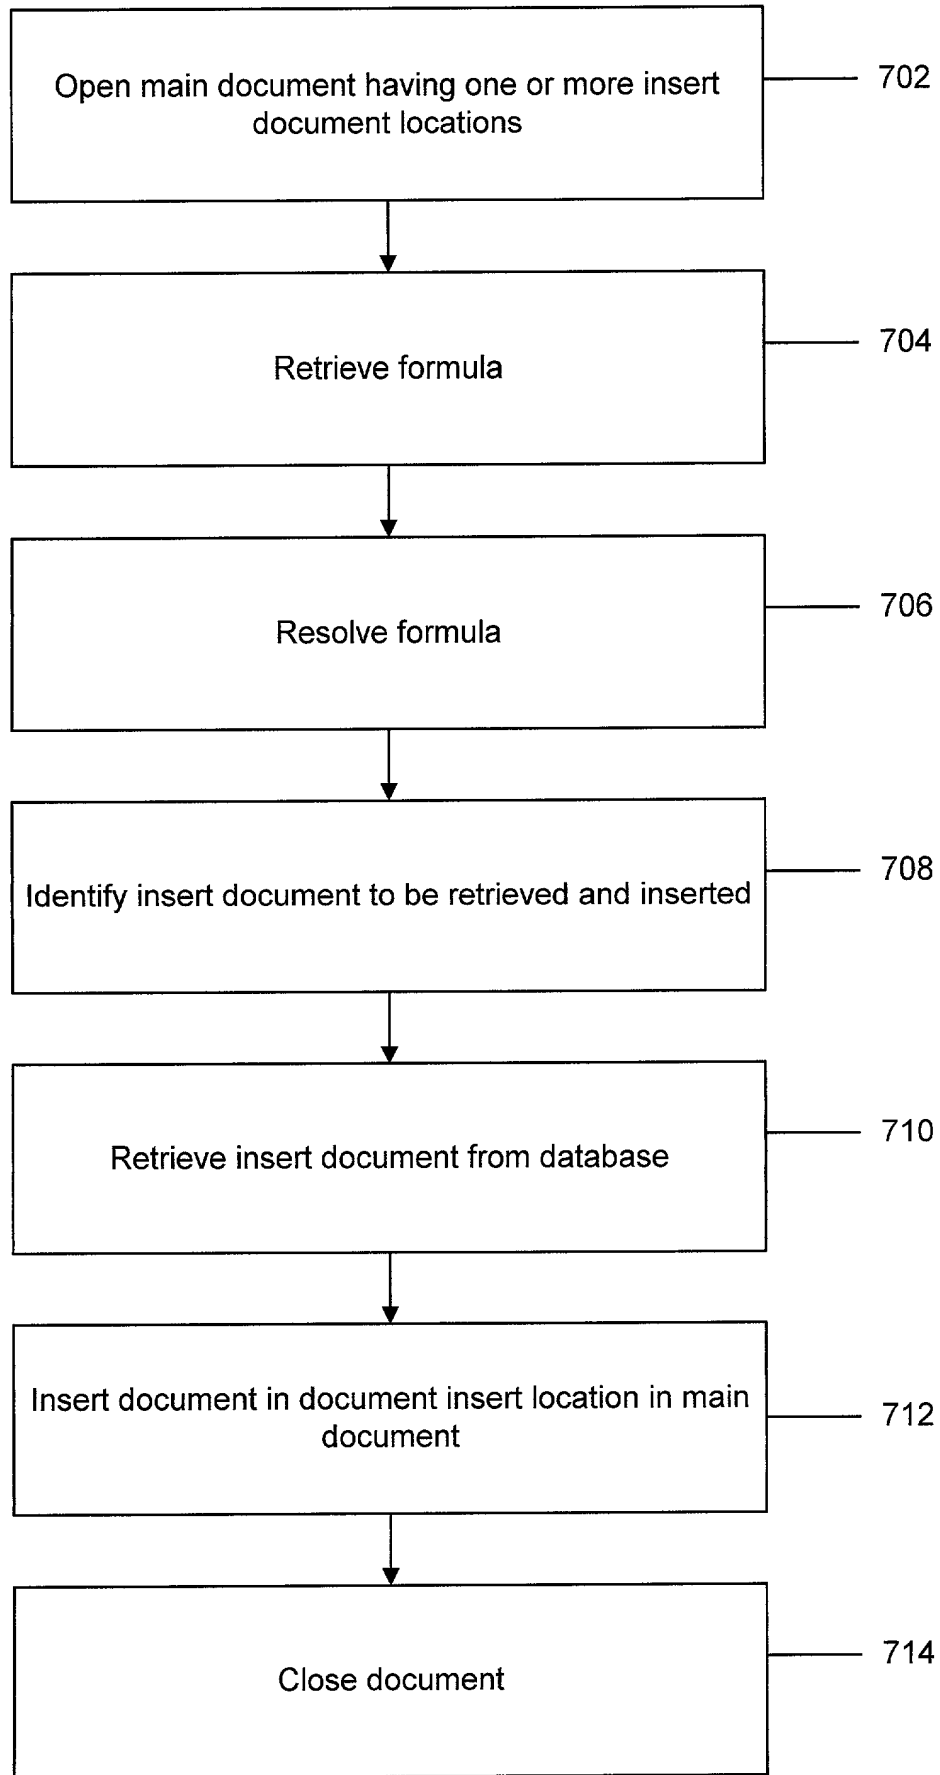 Open main document having one or more insert
document locations
702
Retrieve formula
704
Resolve formula
706
Identify insert document to be retrieved and inserted
708
Retrieve insert document from database
710
Insert document in document insert location in main
document
712
Close document
714